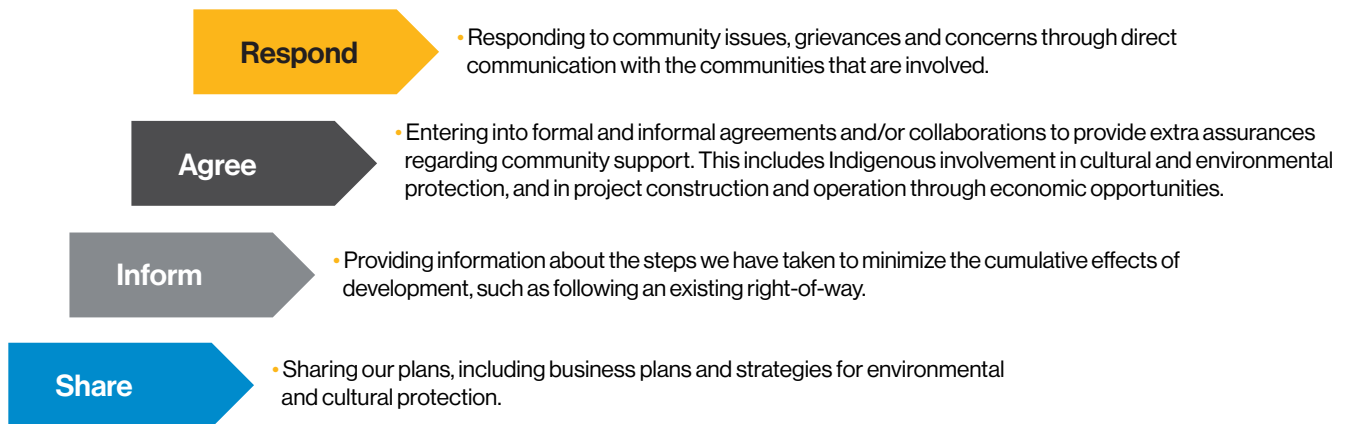 Respond
• Responding to community issues, grievances and concerns through direct
communication with the communities that are involved.
Agree
• Entering into formal and informal agreements and/or collaborations to provide extra assurances
regarding community support. This includes Indigenous involvement in cultural and environmental
protection, and in project construction and operation through economic opportunities.
Inform
• Providing information about the steps we have taken to minimize the cumulative effects of
development, such as following an existing right-of-way.
Share
• Sharing our plans, including business plans and strategies for environmental
and cultural protection.